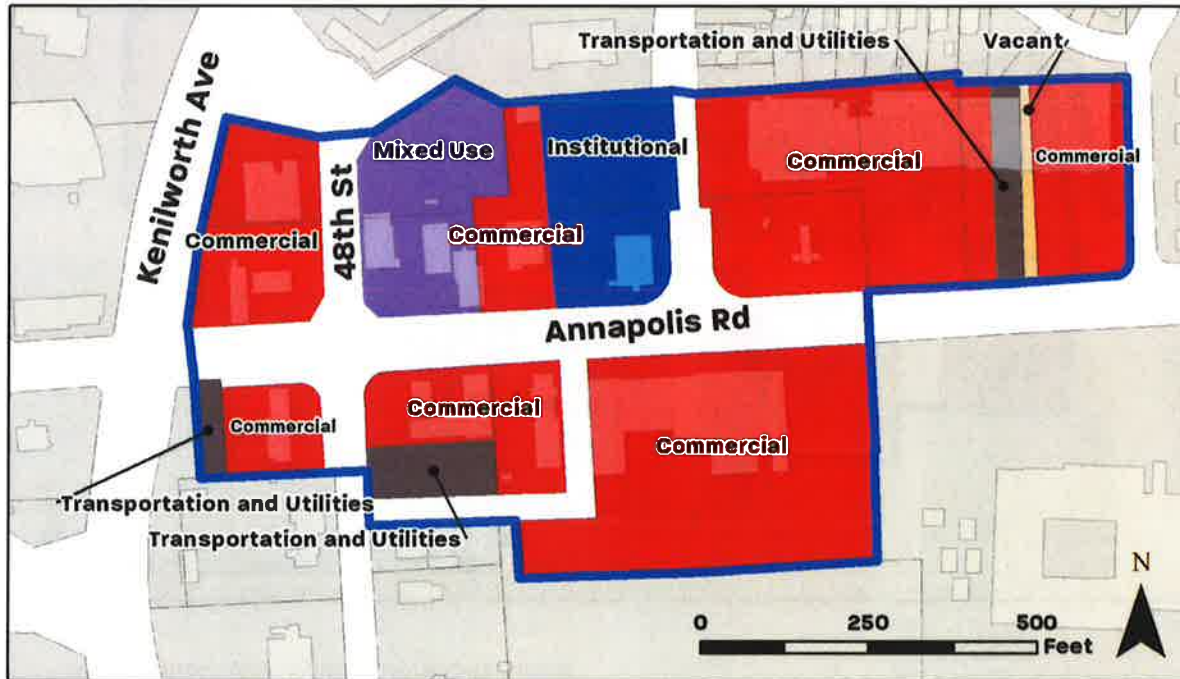 Transportation and Utilities
Vacant
Kenilworth Ave
Mixed Use
Institutional
Commercial
Commercial
Commercial
Commercial
48th St
Annapolis Rd
Commercial
Commercial
Commercial
Transportation and Utilities
Transportation and Utilities
N
0 250 500
Feet